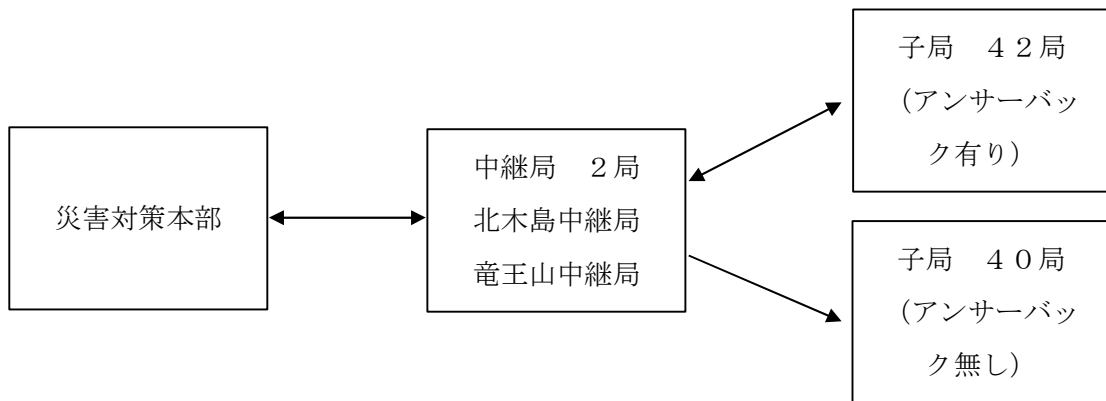 災害対策本部
中継局　２局
北木島中継局
竜王山中継局
子局　４２局
（アンサーバッ
ク有り）
子局　４０局
（アンサーバッ
ク無し）